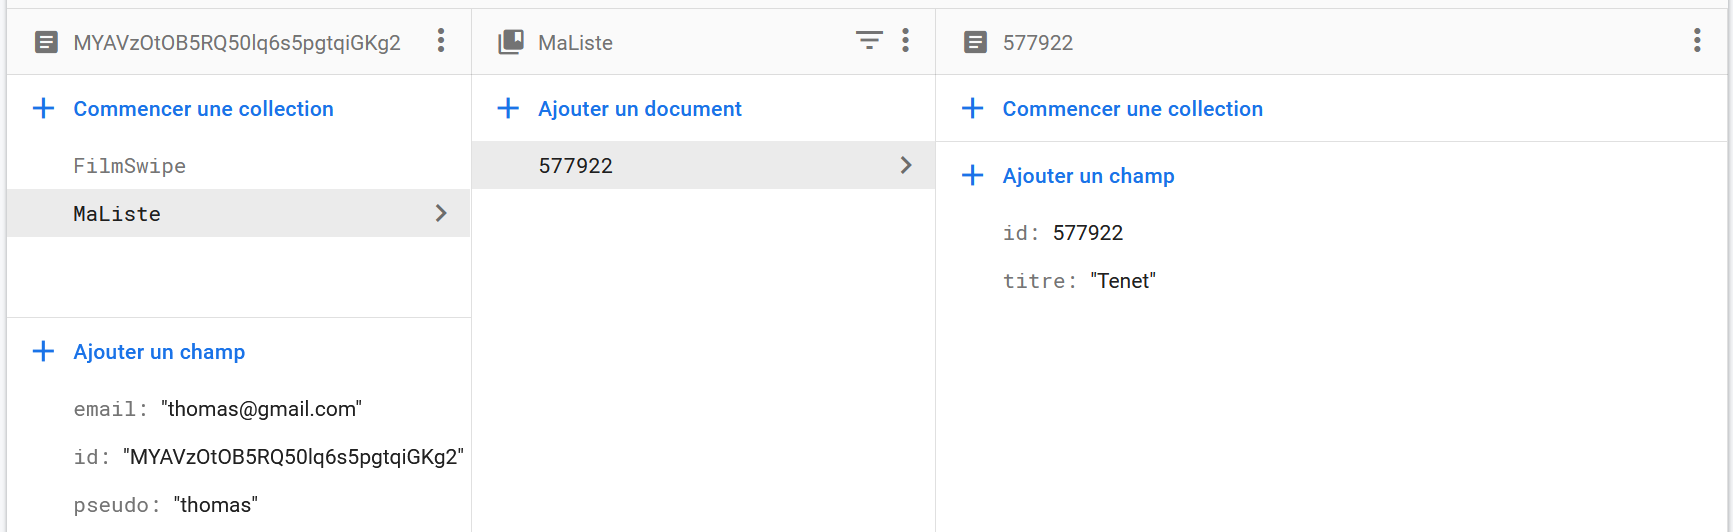 MYAVzOtOB5RQ50lq6s5pgtqiGKg2
Commencer une collection
FilmSwipe
MaListe
Ajouter un champ
email: "thomas@gmail.com"
id: "MYAVzOtOB5RQ50lq6s5pgtqiGKg2"
pseudo: "thomas"
MaListe
Ajouter un document
577922
577922
Commencer une collection
Ajouter un champ
id: 577922
titre: "Tenet"